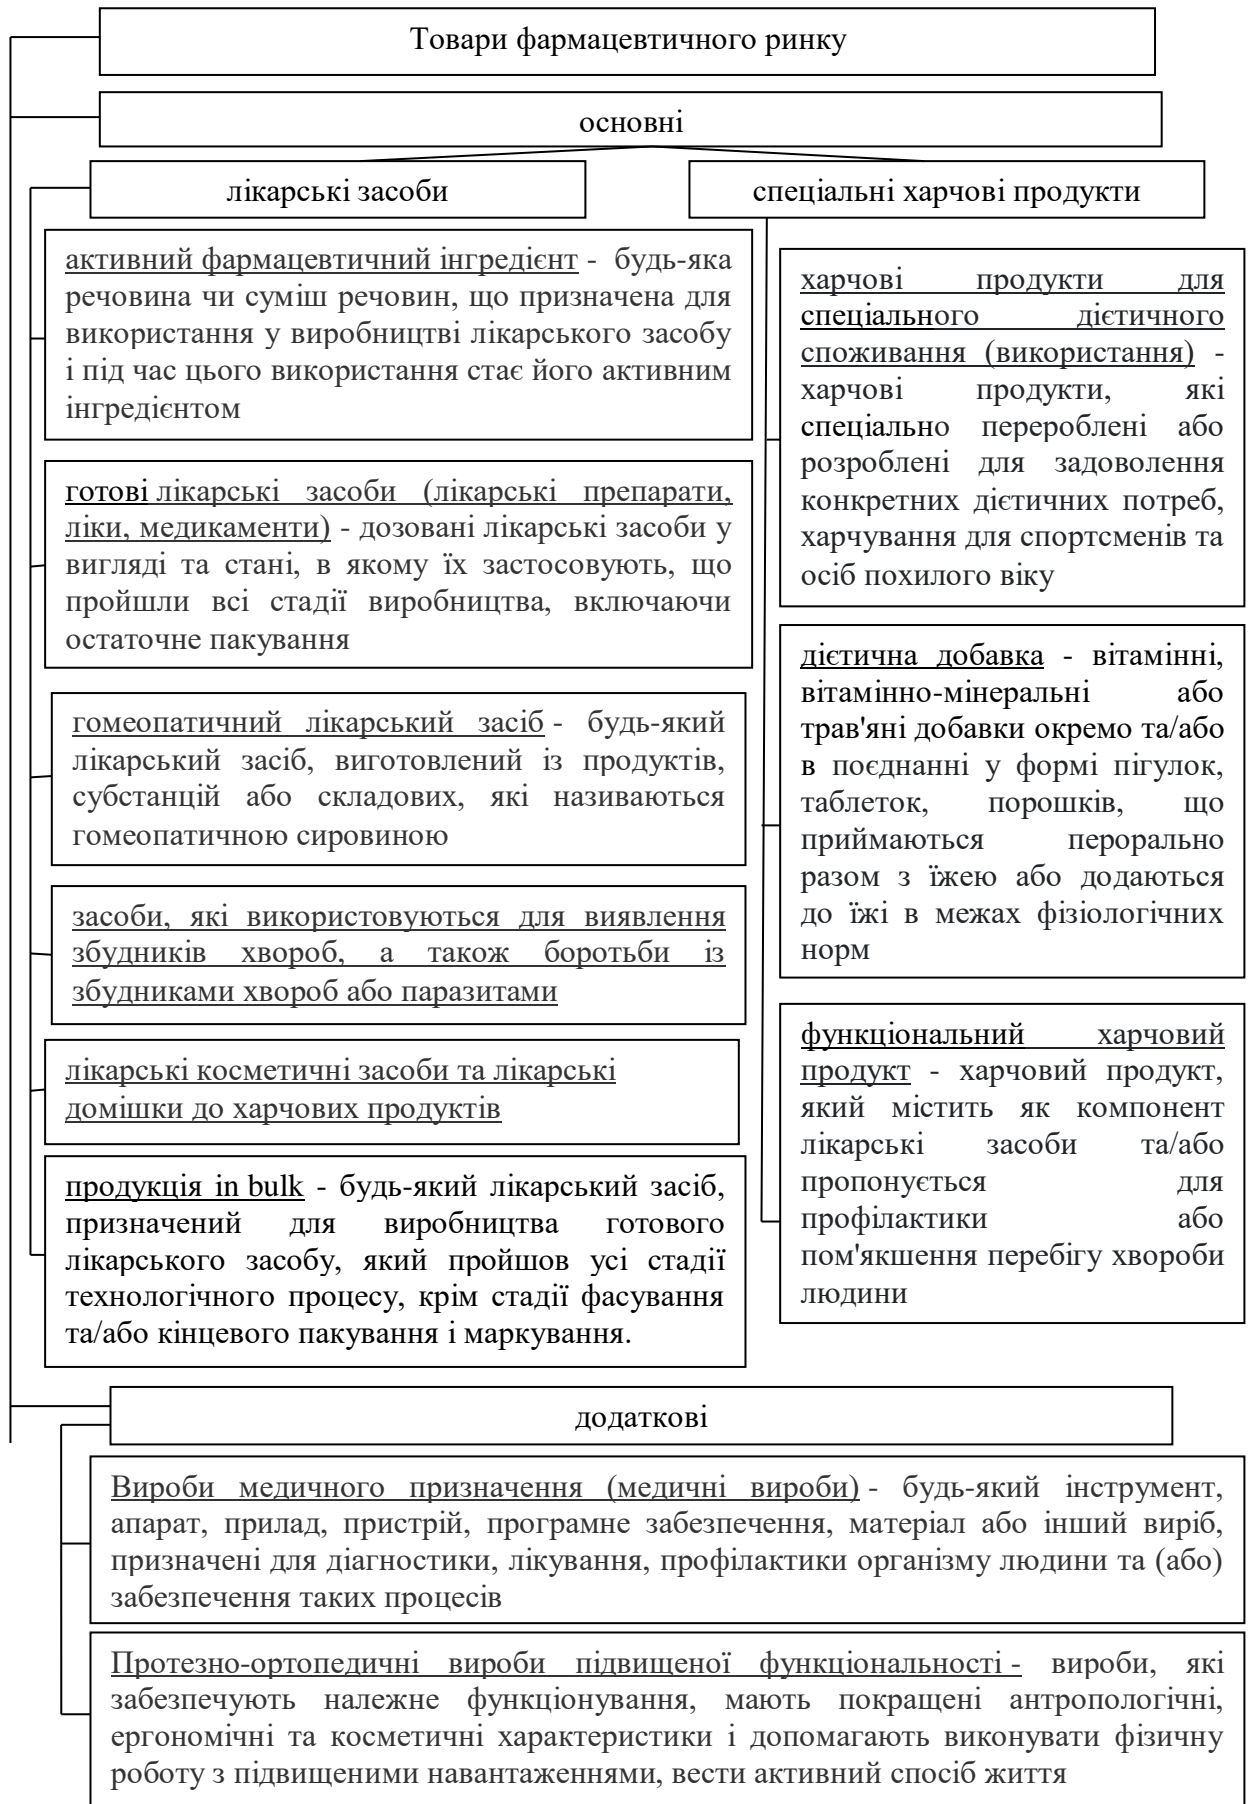 Товари фармацевтичного ринку
основні
лікарські засоби
спеціальні харчові продукти
активний фармацевтичний інгредієнт - будь-яка
речовина чи суміш речовин, що призначена для
використання у виробництві лікарського засобу
і під час цього використання стає його активним
інгредієнтом
готові лікарські засоби (лікарські препарати,
ліки, медикаменти) - дозовані лікарські засоби у
вигляді та стані, в якому їх застосовують, що
пройшли всі стадії виробництва, включаючи
остаточне пакування
гомеопатичний лікарський засіб - будь-який
лікарський засіб, виготовлений із продуктів,
субстанцій або складових, які називаються
гомеопатичною сировиною
засоби, які використовуються для виявлення
збудників хвороб, а також боротьби із
збудниками хвороб або паразитами
лікарські косметичні засоби та лікарські
домішки до харчових продуктів
продукція in bulk - будь-який лікарський засіб,
призначений для виробництва готового
лікарського засобу, який пройшов усі стадії
технологічного процесу, крім стадії фасування
та/або кінцевого пакування і маркування.
харчові продукти для
спеціального дієтичного
споживання (використання) -
харчові продукти, які
спеціально перероблені або
розроблені для задоволення
конкретних дієтичних потреб,
харчування для спортсменів та
осіб похилого віку
дієтична добавка - вітамінні,
вітамінно-мінеральні або
трав'яні добавки окремо та/або
в поєднанні у формі пігулок,
таблеток, порошків, що
приймаються перорально
разом з їжею або додаються
до їжі в межах фізіологічних
норм
функціональний харчовий
продукт - харчовий продукт,
який містить як компонент
лікарські засоби та/або
пропонується для
профілактики або
пом'якшення перебігу хвороби
людини
додаткові
Вироби медичного призначення (медичні вироби) - будь-який інструмент,
апарат, прилад, пристрій, програмне забезпечення, матеріал або інший виріб,
призначені для діагностики, лікування, профілактики організму людини та (або)
забезпечення таких процесів
Протезно-ортопедичні вироби підвищеної функціональності - вироби, які
забезпечують належне функціонування, мають покращені антропологічні,
ергономічні та косметичні характеристики і допомагають виконувати фізичну
роботу з підвищеними навантаженнями, вести активний спосіб життя